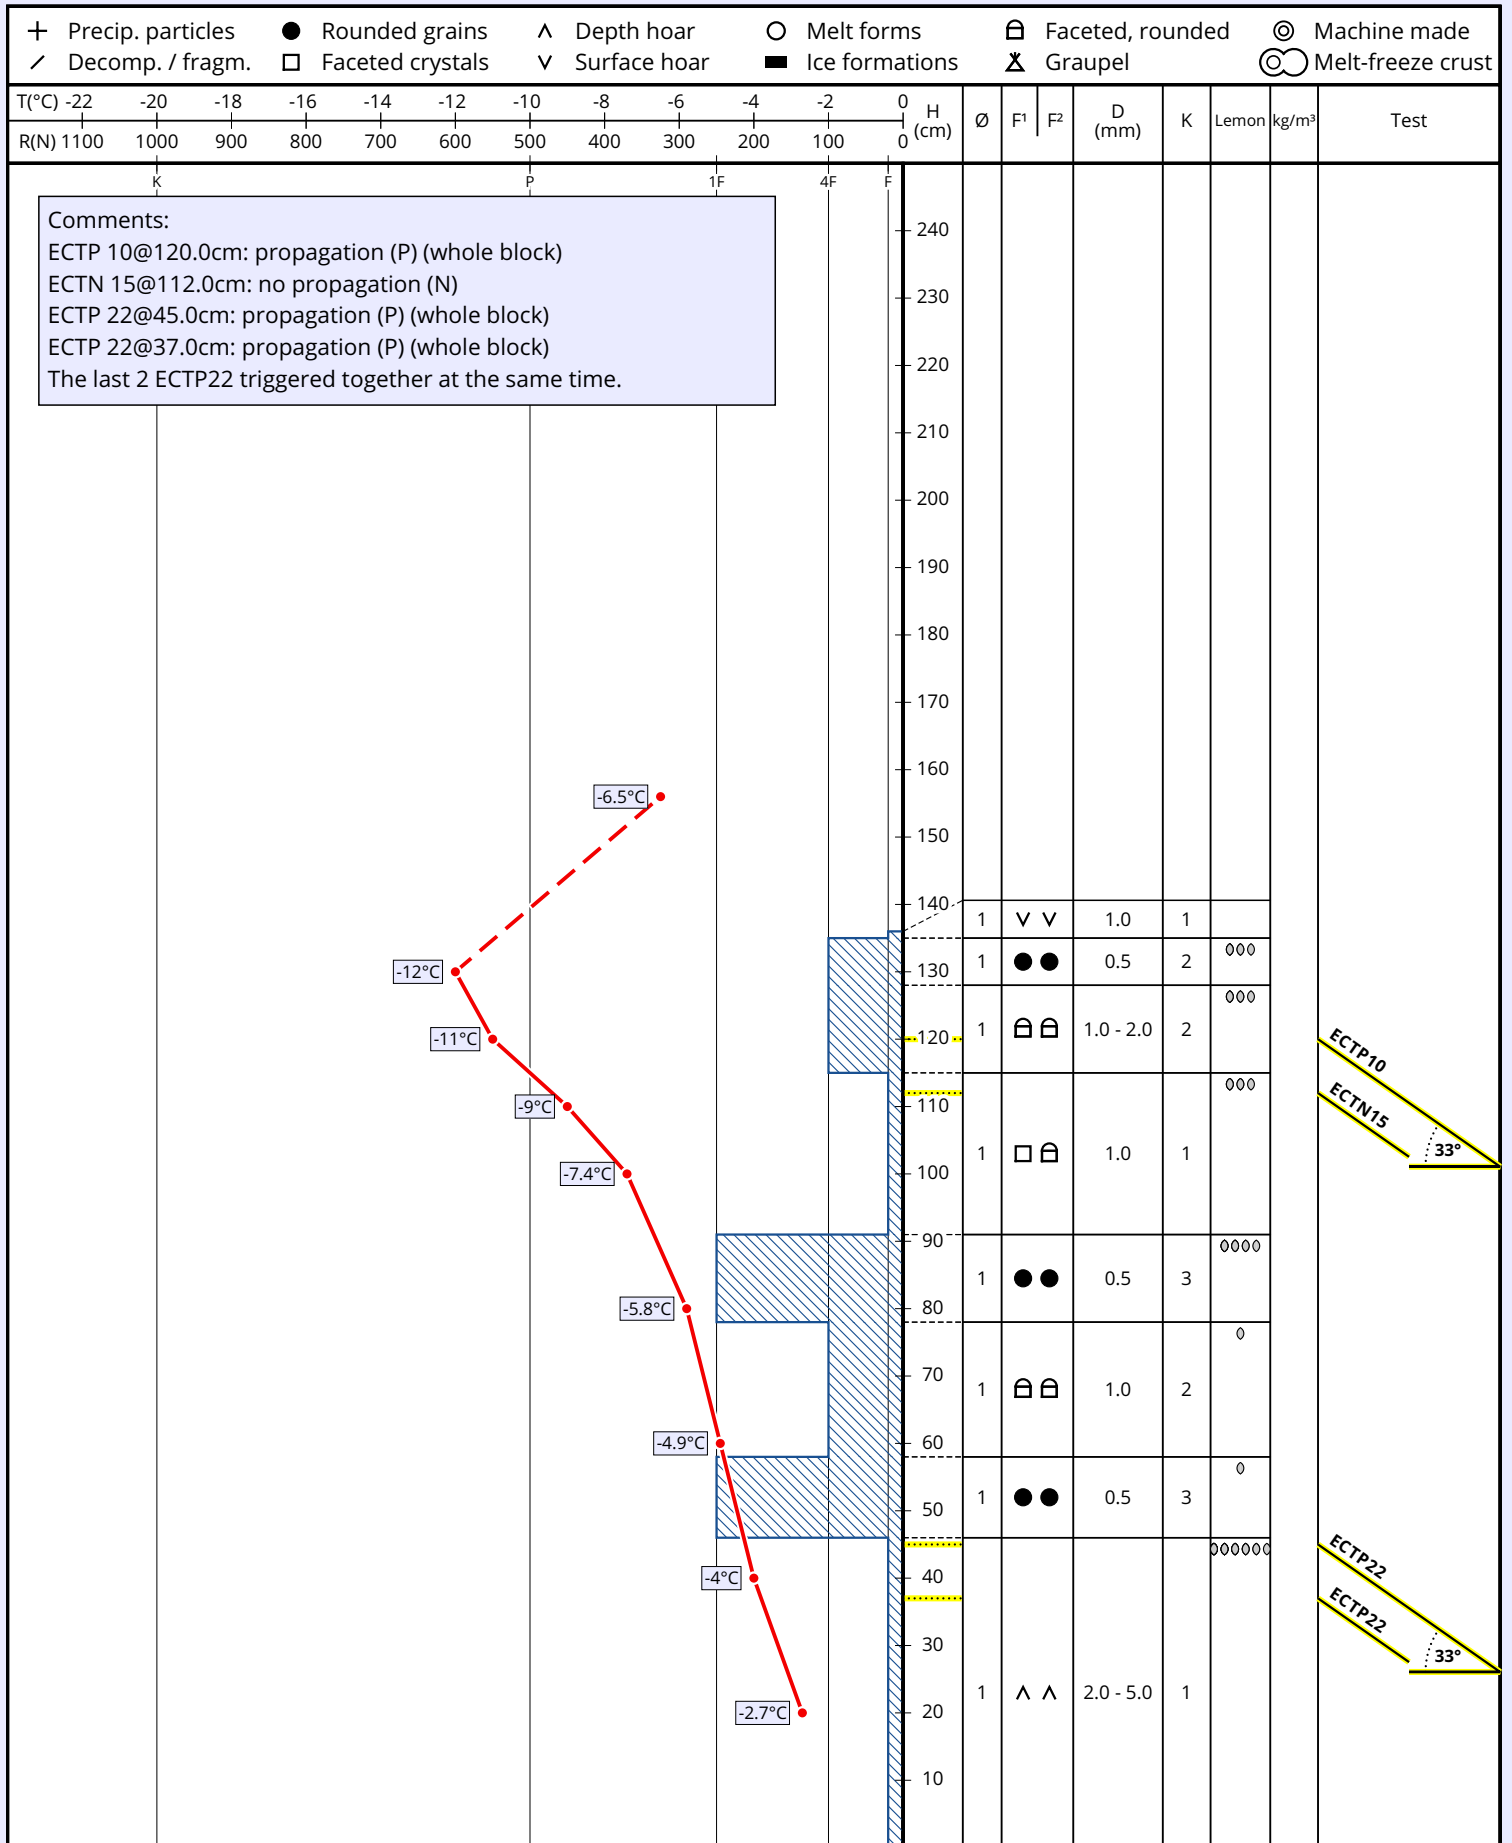 Precip. particles Rounded grains Depth hoar Melt forms Faceted, rounded Machine made
Decomp. / fragm. Faceted crystals Surface hoar Ice formations Graupel Melt-freeze crust
T(°C) -22 -20 -18 -16 -14 -12 -10 -8 -6 -4 -2 0
R(N) 1100 1000 900 800 700 600 500 400 300 200 100 0
H (cm) Ø F¹ F² D (mm) K Lemon kg/m³ Test
K P 1F 4F F
Comments:
ECTP 10@120.0cm: propagation (P) (whole block)
ECTN 15@112.0cm: no propagation (N)
ECTP 22@45.0cm: propagation (P) (whole block)
ECTP 22@37.0cm: propagation (P) (whole block)
The last 2 ECTP22 triggered together at the same time.
240
230
220
210
200
190
180
170
160
-6.5°C
150
140
1 1.0 1
-12°C 130 1 0.5 2
-11°C 120 1 1.0 - 2.0 2 ECTP10
-9°C 110 ECTN15
33°
1 1.0 1
-7.4°C 100
90
1 0.5 3
-5.8°C 80
70
1 1.0 2
-4.9°C 60
50 1 0.5 3
ECTP22
-4°C 40
ECTP22
30 33°
1 2.0 - 5.0 1
-2.7°C 20
10